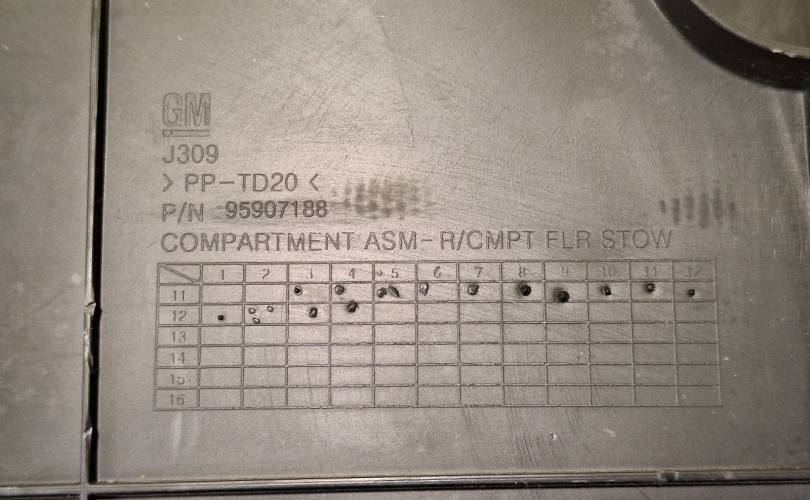 GM
J309
> PP-TD20 <
P/N 95907188
COMPARTMENT ASM-R/CMPT FLR STOW
1 2 3 4 5 6 7 8 9 10 11 12
11
12
13
14
15
16